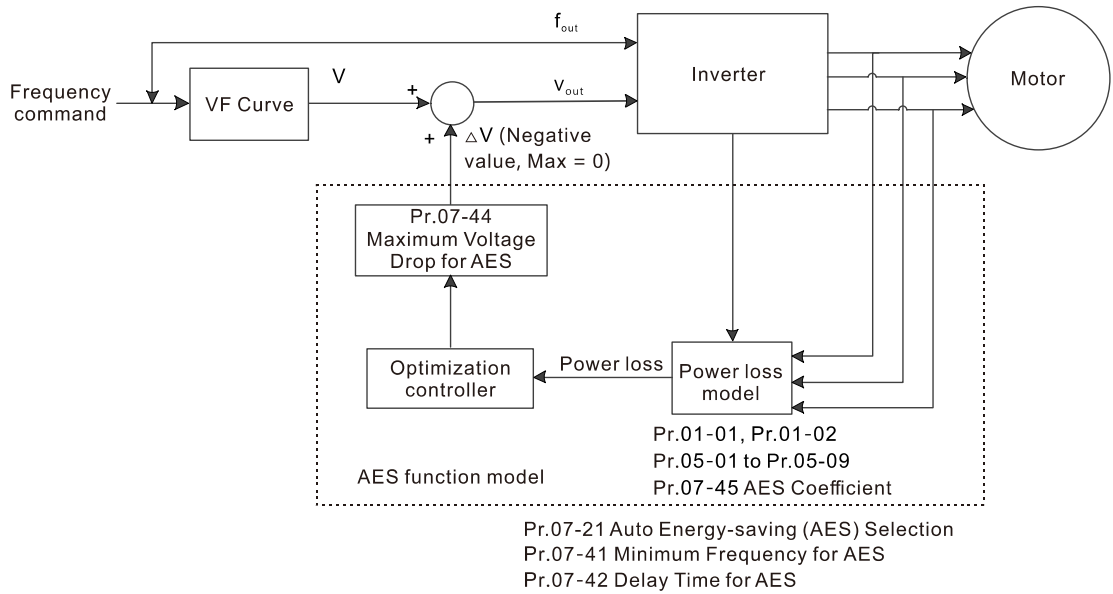 fout
Inverter
Motor
Frequency
command
VF Curve
V
+
vout
+
△V (Negative
value, Max = 0)
Pr.07-44
Maximum Voltage
Drop for AES
Optimization
controller
Power loss
Power loss
model
Pr.01-01, Pr.01-02
Pr.05-01 to Pr.05-09
Pr.07-45 AES Coefficient
AES function model
Pr.07-21 Auto Energy-saving (AES) Selection
Pr.07-41 Minimum Frequency for AES
Pr.07-42 Delay Time for AES